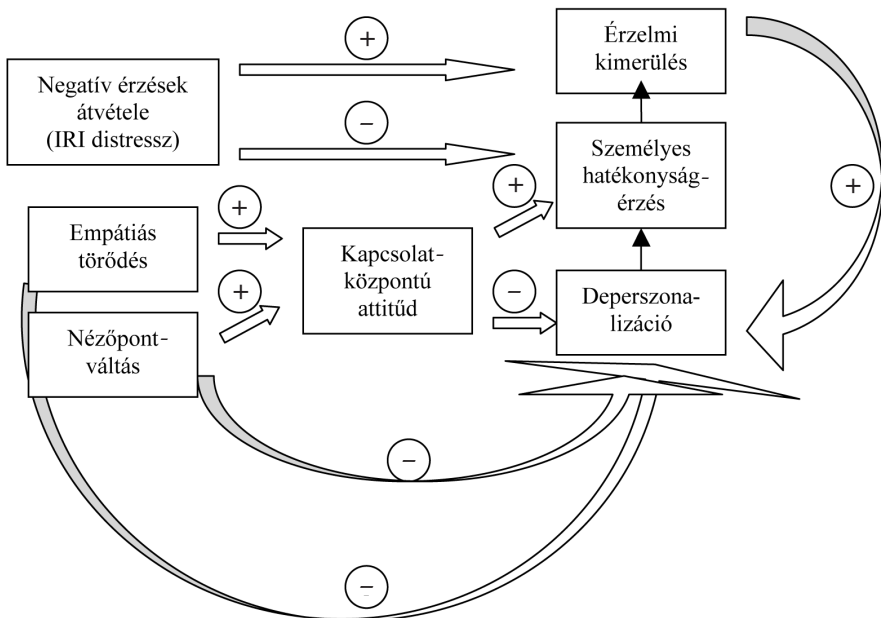 Negatív érzések
átvétele
(IRI distressz)
+
−
Érzelmi
kimerülés
Személyes
hatékonyság-
érzés
+
Empátiás
törődés
+
+
Kapcsolat-
központú
attitűd
+
−
Deperszona-
lizáció
Nézőpont-
váltás
−
−